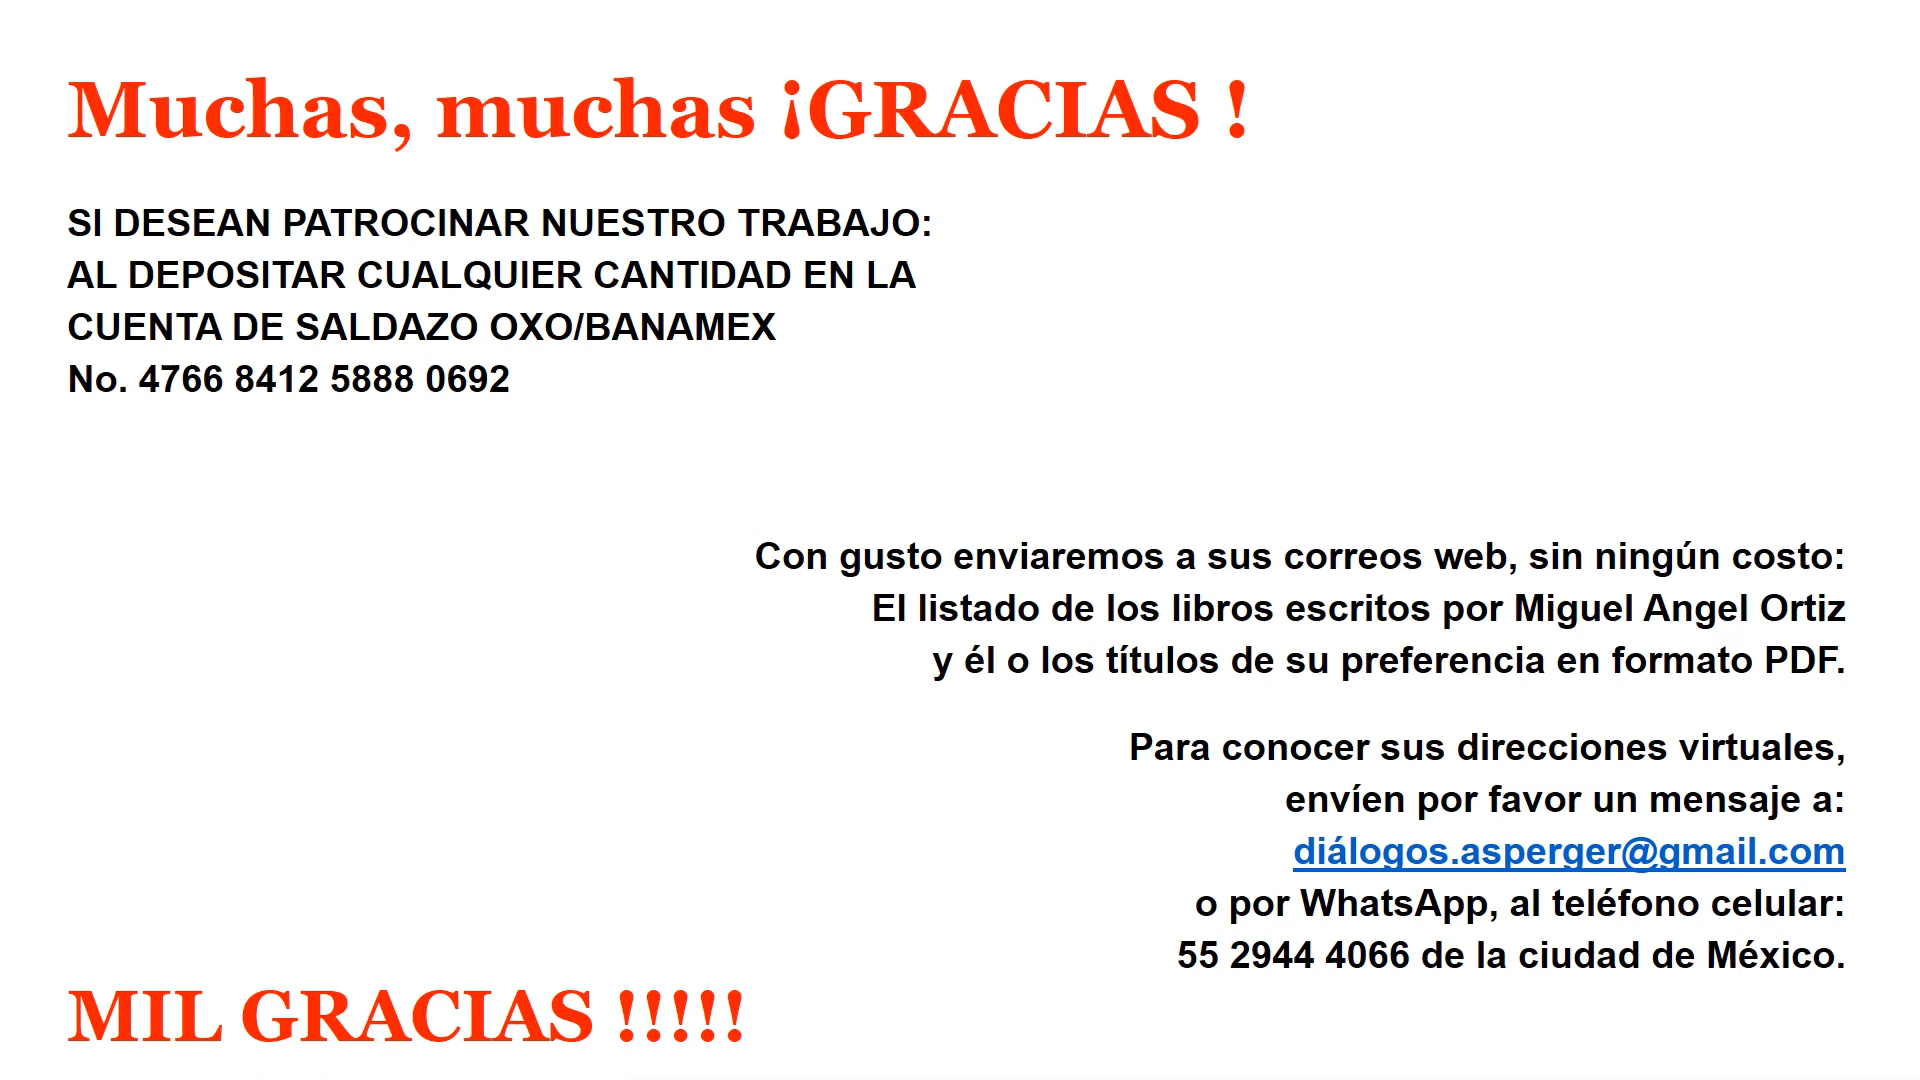 Muchas, muchas ¡GRACIAS !
SI DESEAN PATROCINAR NUESTRO TRABAJO:
AL DEPOSITAR CUALQUIER CANTIDAD EN LA
CUENTA DE SALDAZO OXO/BANAMEX
No. 4766 8412 5888 0692
Con gusto enviaremos a sus correos web, sin ningún costo:
El listado de los libros escritos por Miguel Angel Ortiz
y él o los títulos de su preferencia en formato PDF.
Para conocer sus direcciones virtuales,
envíen por favor un mensaje a:
diálogos.asperger@gmail.com
o por WhatsApp, al teléfono celular:
55 2944 4066 de la ciudad de México.
MIL GRACIAS !!!!!